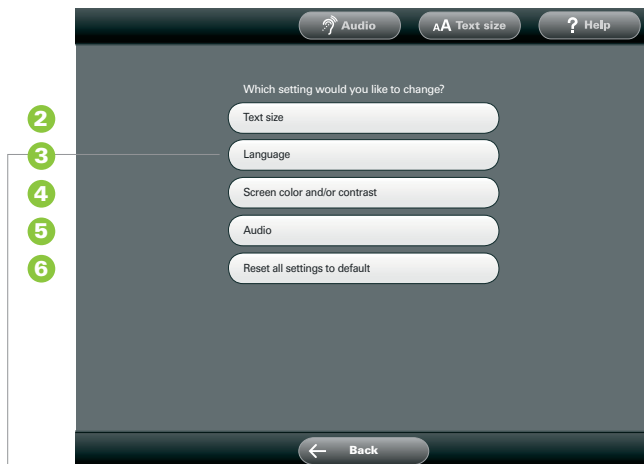 Audio
AA Text size
? Help
Which setting would you like to change?
2
Text size
3
Language
4
Screen color and/or contrast
5
Audio
6
Reset all settings to default
Back